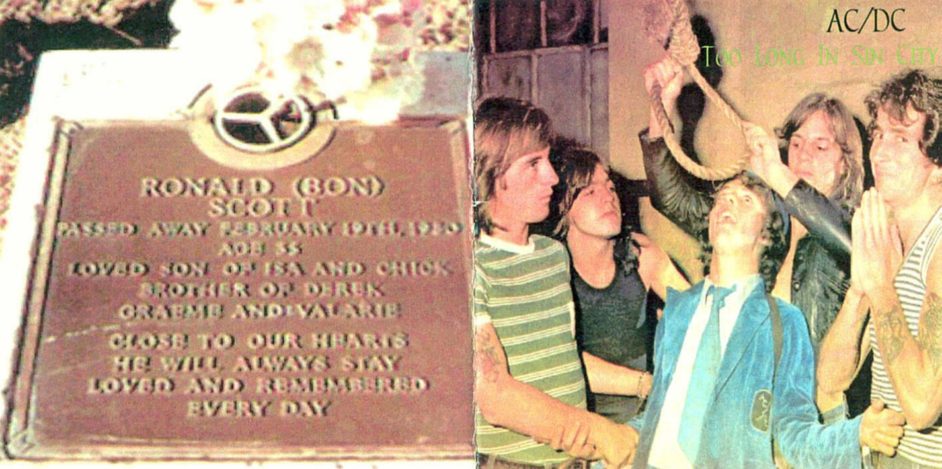 RONALD (BON)
SCOTT
PASSED AWAY FEBRUARY 19TH, 1980
AGE 33
LOVED SON OF ISA AND CHICK
BROTHER OF DEREK
GRAEME AND VALARIE
CLOSE TO OUR HEARTS
HE WILL ALWAYS STAY
LOVED AND REMEMBERED
EVERY DAY
AC/DC
TOO LONG IN SIN CITY